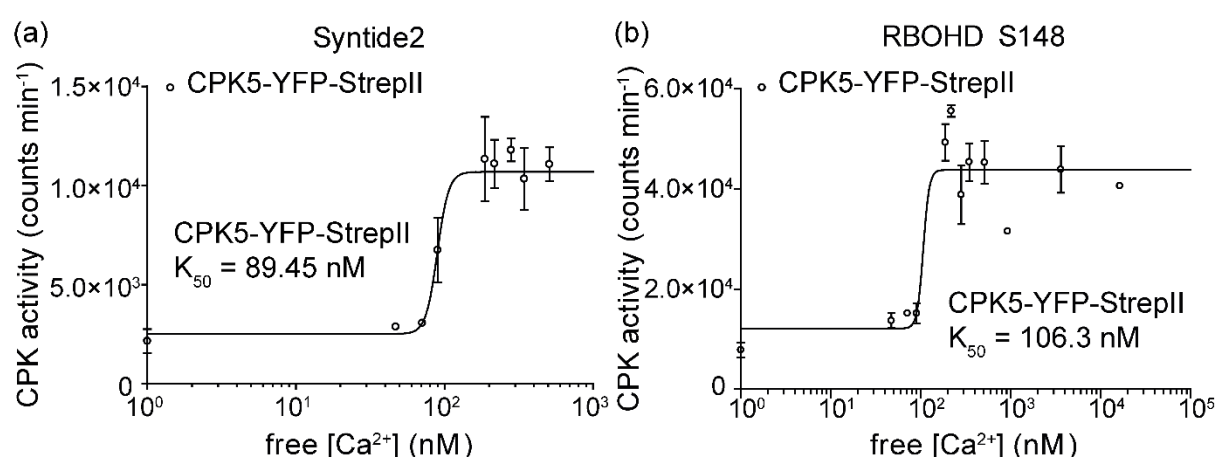 (a)
Syntide2
CPK activity (counts min⁻¹)
1.5×10⁴
1.0×10⁴
5.0×10³
0
CPK5-YFP-StrepII
CPK5-YFP-StrepII
K₅₀ = 89.45 nM
10⁰
10¹
10²
10³
free [Ca²⁺] (nM)
(b)
RBOHD S148
CPK activity (counts min⁻¹)
6.0×10⁴
4.0×10⁴
2.0×10⁴
0
CPK5-YFP-StrepII
CPK5-YFP-StrepII
K₅₀ = 106.3 nM
10⁰
10¹
10²
10³
10⁴
10⁵
free [Ca²⁺] (nM)